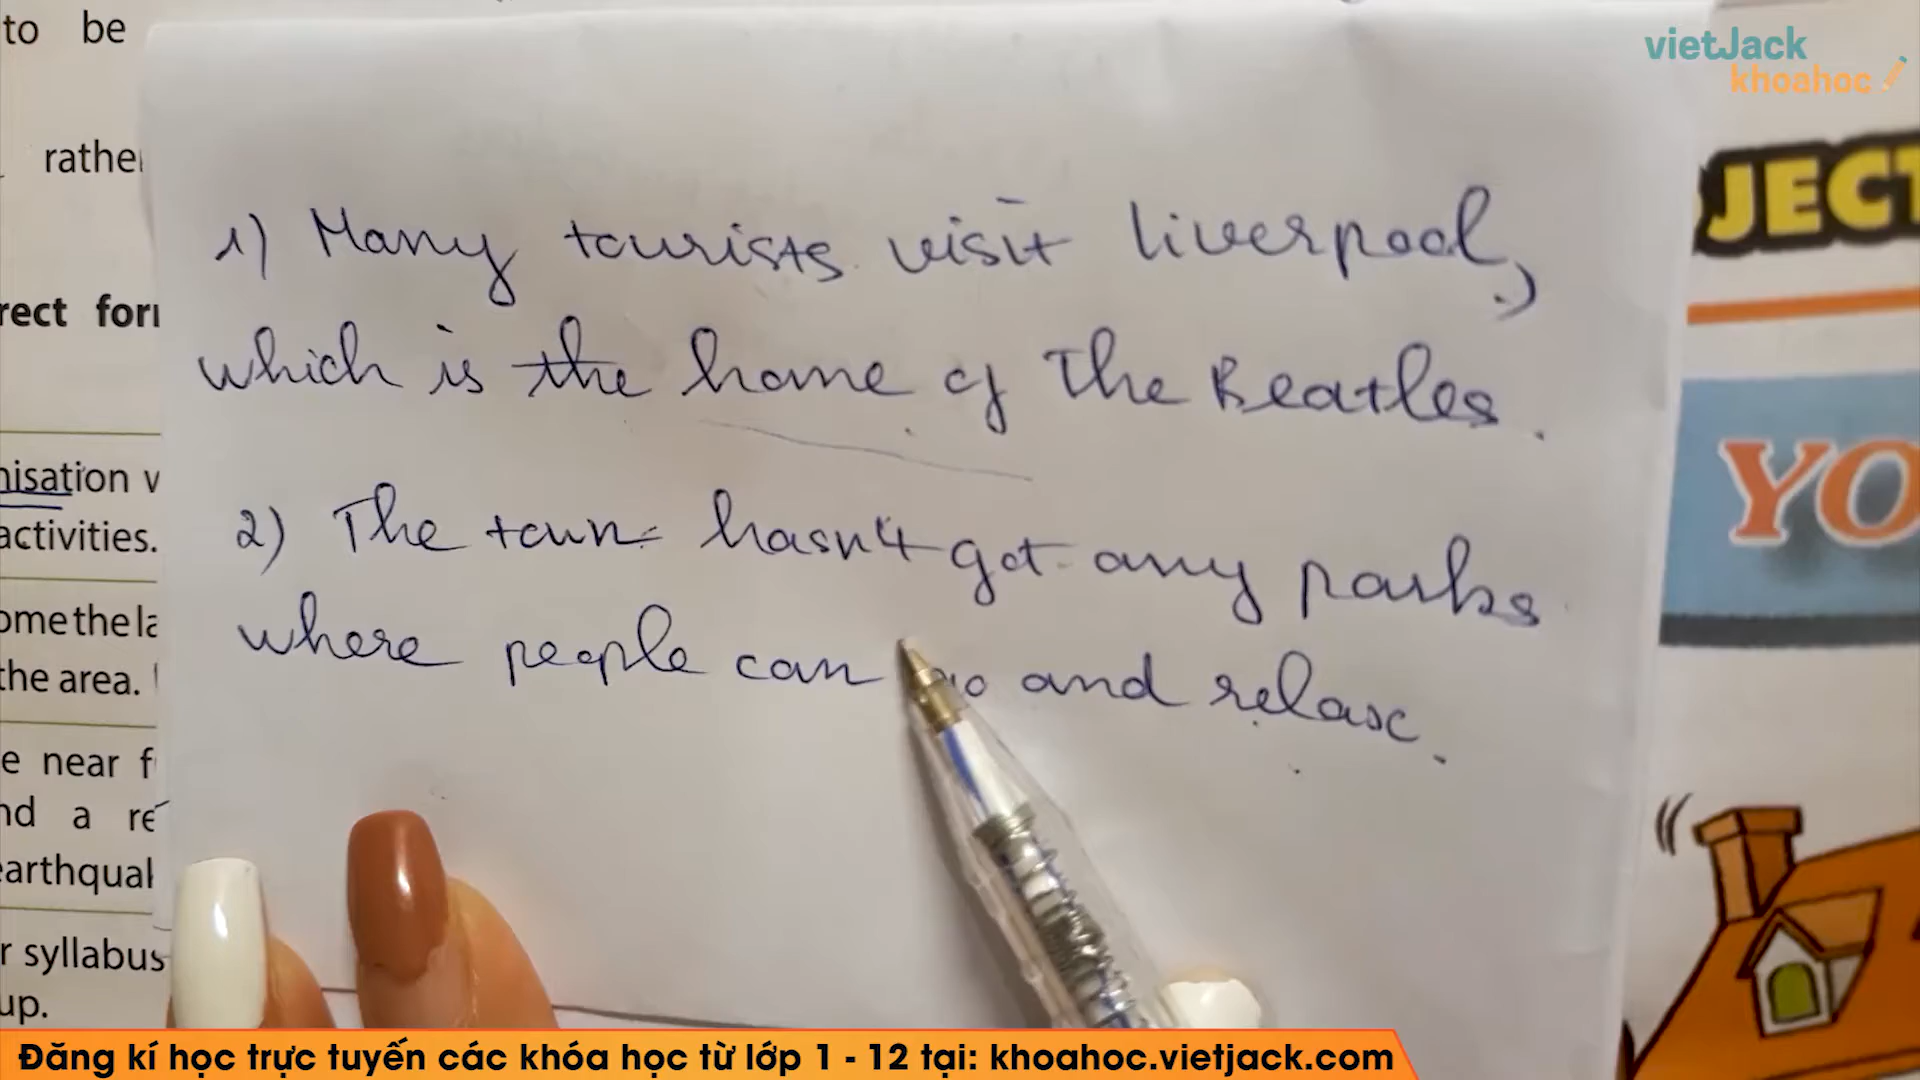 to be
rather
rect for
nisation
activities.
ome the la
the area.
e near f
nd a re
earthqual
r syllabus
up.
1) Many tourists visit liverpool,
which is the home of The Beatles.
2) The town hasn't got any parks
where people can go and relax.
vietJack
khoahoc
JECT
YO
Đăng kí học trực tuyến các khóa học từ lớp 1 - 12 tại: khoahoc.vietjack.com